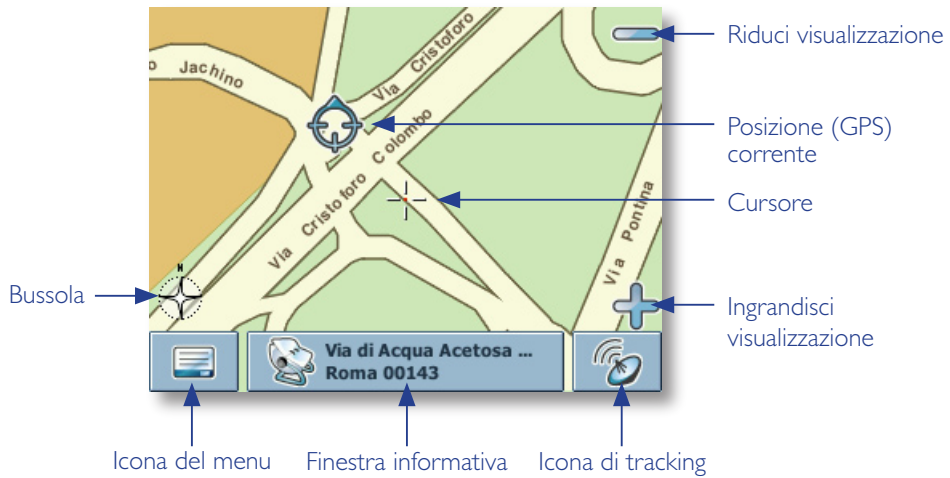 Riduci visualizzazione
Via Cristoforo
o Jachino
Posizione (GPS)
corrente
Via Cristoforo Colombo
Cursore
Via Pontina
N
Bussola
Ingrandisci
visualizzazione
Via di Acqua Acetosa ...
Roma 00143
Icona del menu
Finestra informativa
Icona di tracking